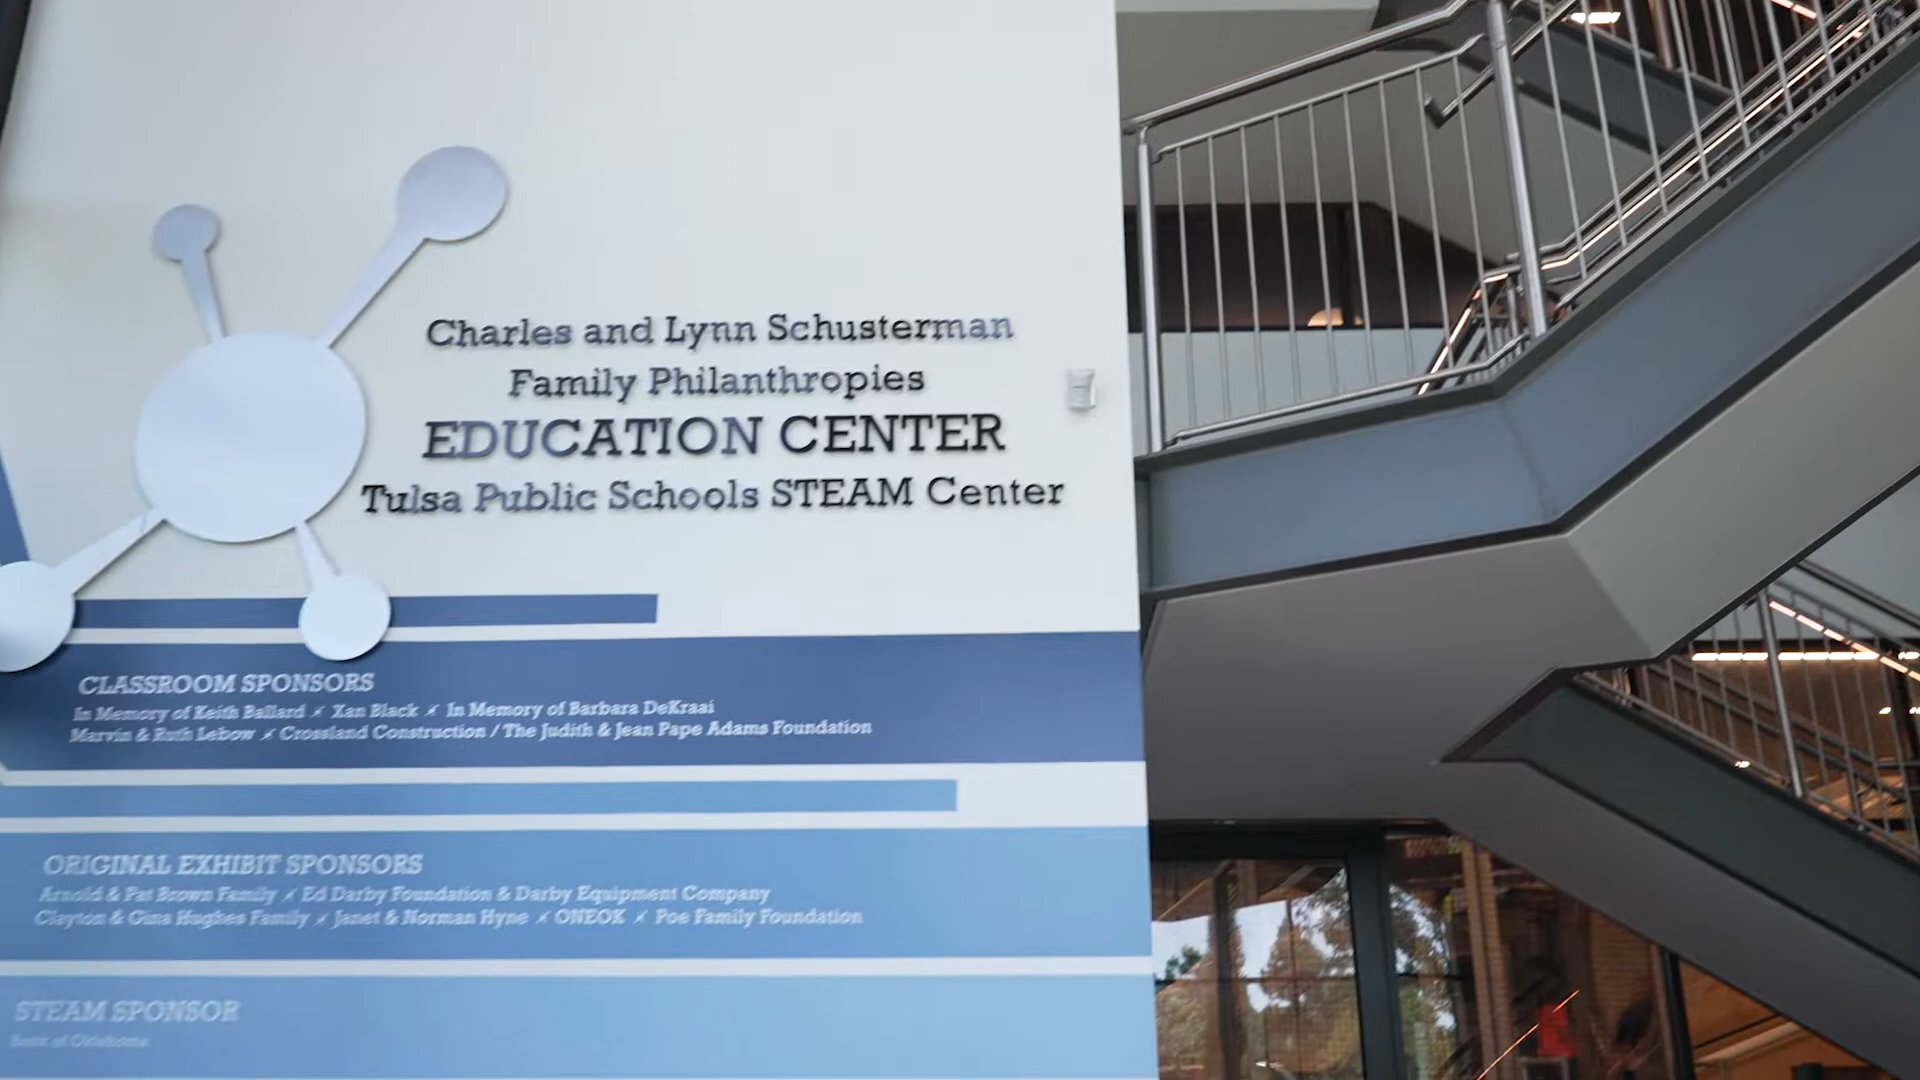 Charles and Lynn Schusterman
Family Philanthropies
EDUCATION CENTER
Tulsa Public Schools STEAM Center
CLASSROOM SPONSORS
In Memory of Keith Ballard × Xan Black × In Memory of Barbara DeKraai
Marvin & Ruth Lebow × Crossland Construction / The Judith & Jean Pape Adams Foundation
ORIGINAL EXHIBIT SPONSORS
Arnold & Pat Brown Family × Ed Darby Foundation & Darby Equipment Company
Clayton & Gina Hughes Family × Janet & Norman Hyne × ONEOK × Poe Family Foundation
STEAM SPONSOR
Bank of Oklahoma